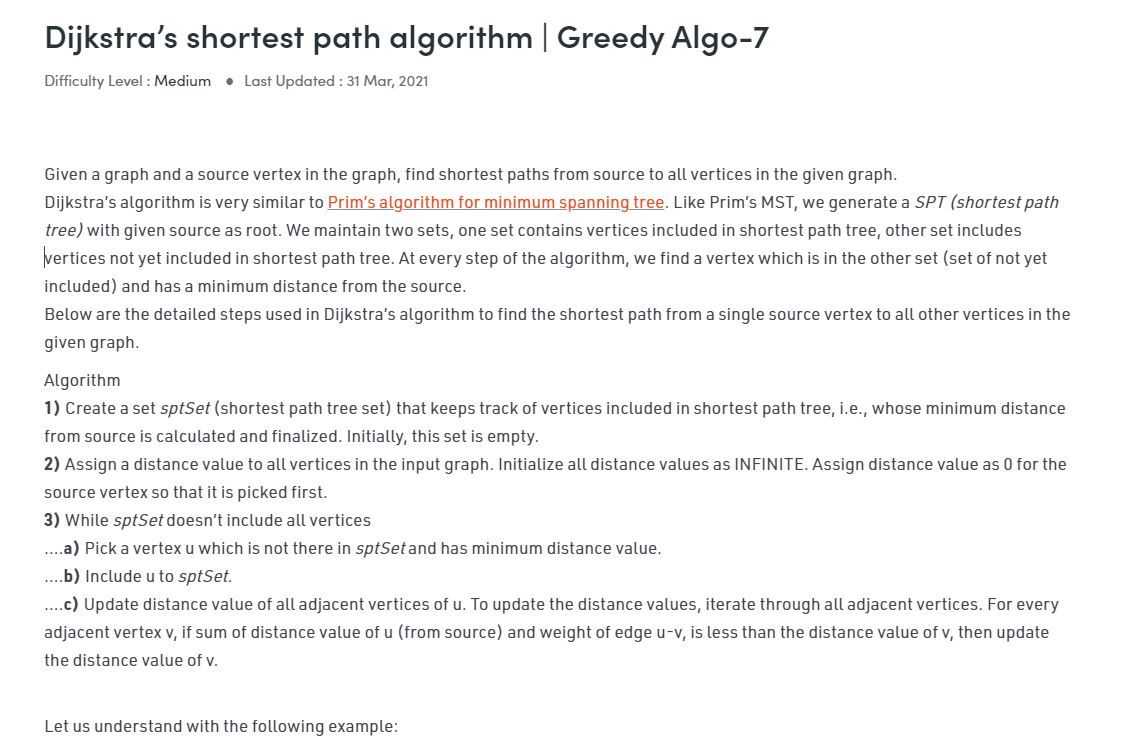 Dijkstra's shortest path algorithm | Greedy Algo-7
Difficulty Level : Medium ● Last Updated : 31 Mar, 2021
Given a graph and a source vertex in the graph, find shortest paths from source to all vertices in the given graph.
Dijkstra's algorithm is very similar to Prim's algorithm for minimum spanning tree. Like Prim's MST, we generate a SPT (shortest path
tree) with given source as root. We maintain two sets, one set contains vertices included in shortest path tree, other set includes
vertices not yet included in shortest path tree. At every step of the algorithm, we find a vertex which is in the other set (set of not yet
included) and has a minimum distance from the source.
Below are the detailed steps used in Dijkstra's algorithm to find the shortest path from a single source vertex to all other vertices in the
given graph.
Algorithm
1) Create a set sptSet (shortest path tree set) that keeps track of vertices included in shortest path tree, i.e., whose minimum distance
from source is calculated and finalized. Initially, this set is empty.
2) Assign a distance value to all vertices in the input graph. Initialize all distance values as INFINITE. Assign distance value as 0 for the
source vertex so that it is picked first.
3) While sptSet doesn't include all vertices
....a) Pick a vertex u which is not there in sptSet and has minimum distance value.
....b) Include u to sptSet.
....c) Update distance value of all adjacent vertices of u. To update the distance values, iterate through all adjacent vertices. For every
adjacent vertex v, if sum of distance value of u (from source) and weight of edge u-v, is less than the distance value of v, then update
the distance value of v.
Let us understand with the following example: